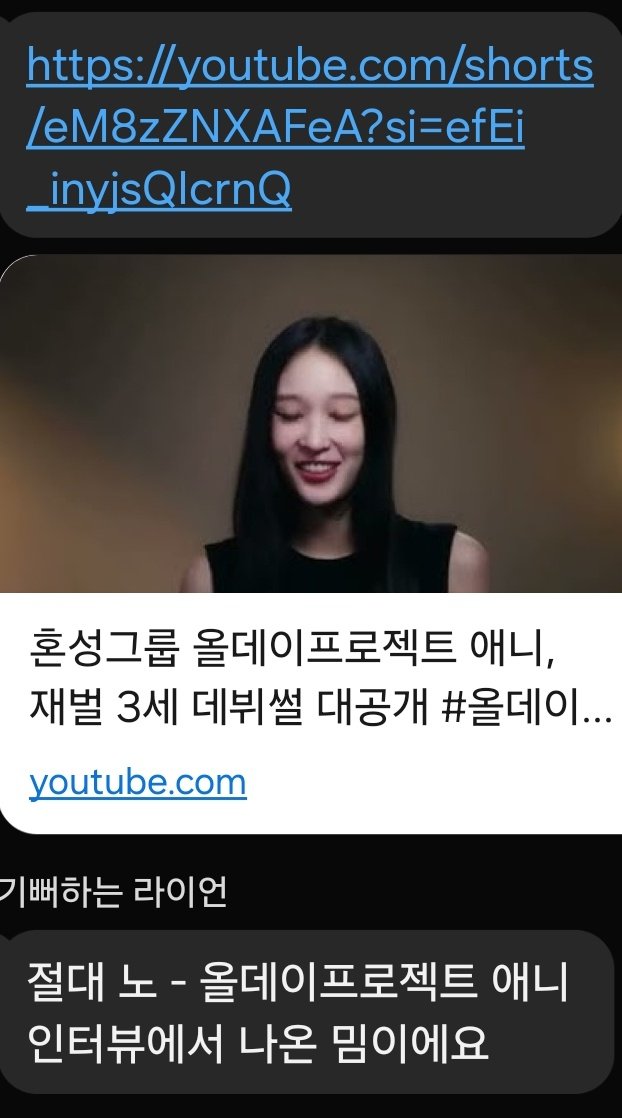 https://youtube.com/shorts
/eM8zZNXAFeA?si=efEi
_inyjsQIcrnQ
혼성그룹 올데이프로젝트 애니,
재벌 3세 데뷔썰 대공개 #올데이...
youtube.com
기뻐하는 라이언
절대 노 - 올데이프로젝트 애니
인터뷰에서 나온 밈이에요